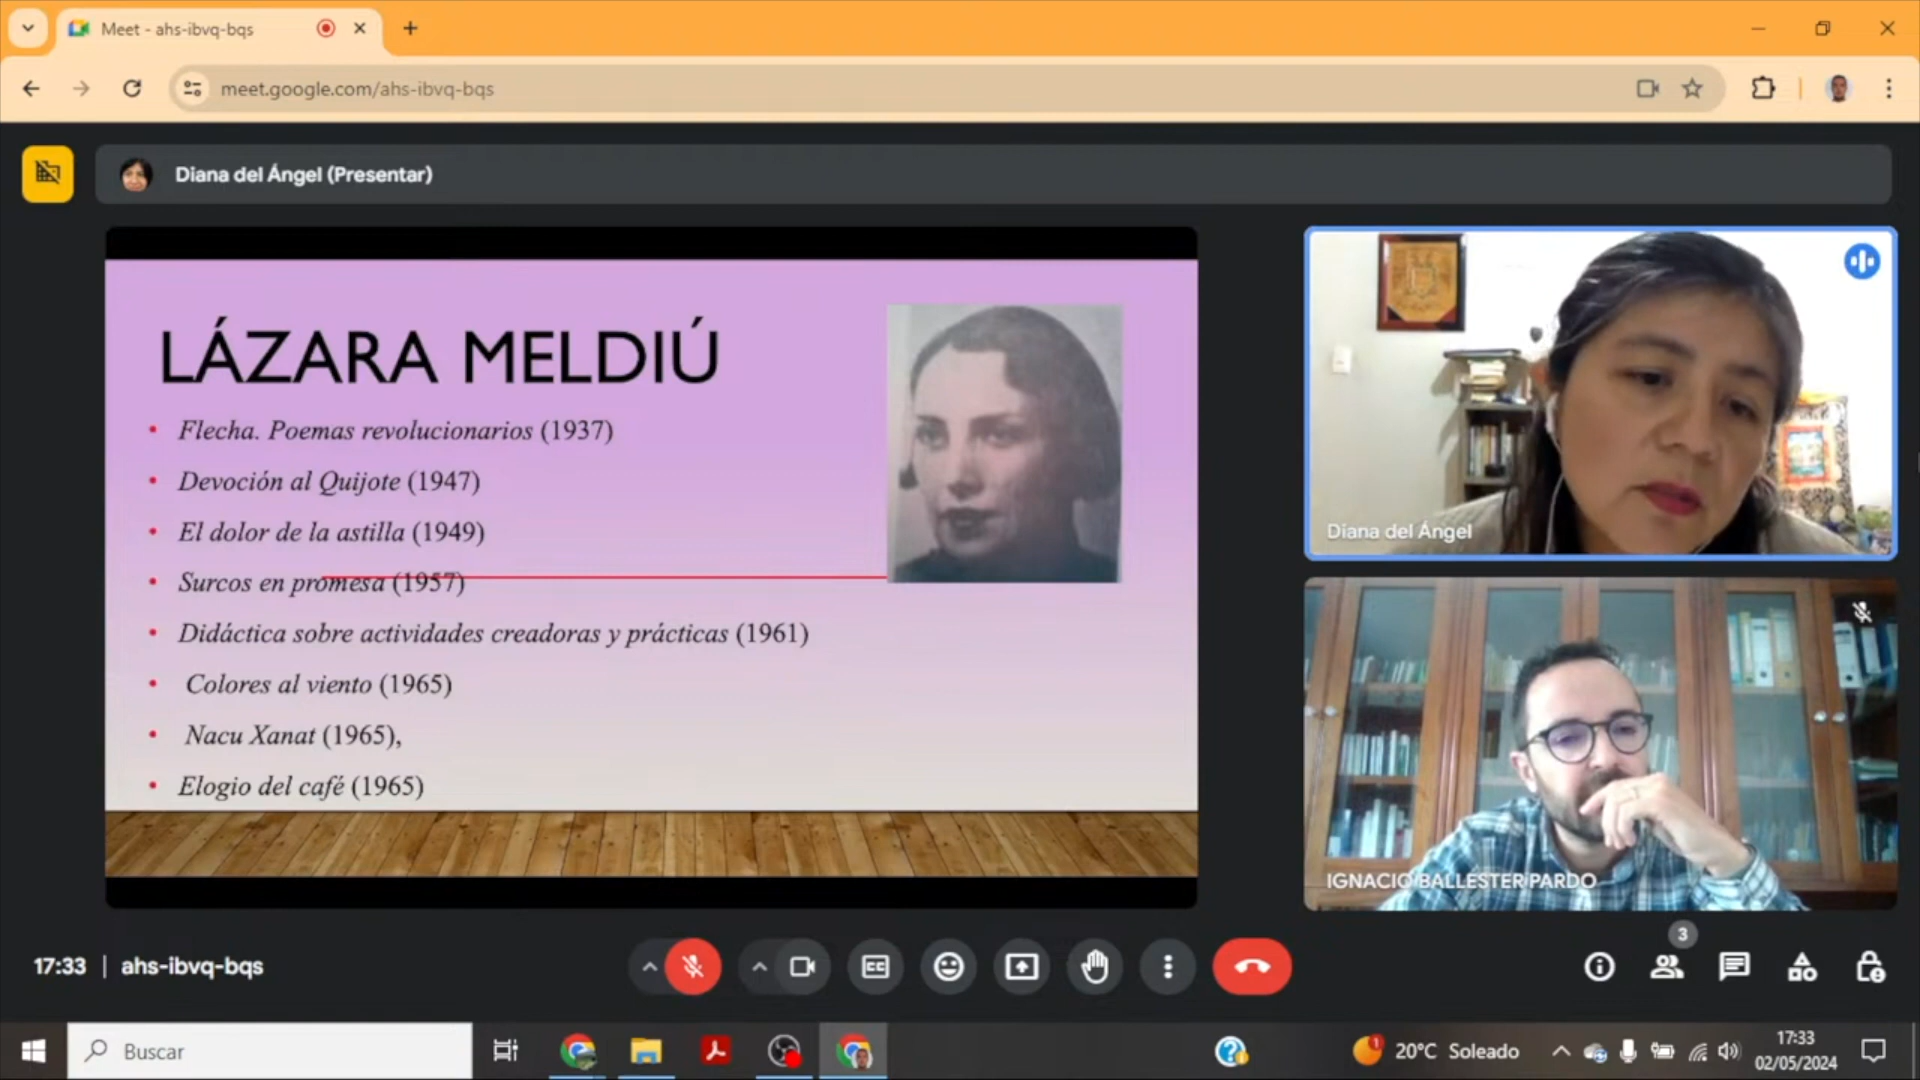 Meet - ahs-ibvq-bqs
meet.google.com/ahs-ibvq-bqs
Diana del Ángel (Presentar)
LÁZARA MELDIÚ
• Flecha. Poemas revolucionarios (1937)
• Devoción al Quijote (1947)
• El dolor de la astilla (1949)
• Surcos en promesa (1957)
• Didáctica sobre actividades creadoras y prácticas (1961)
• Colores al viento (1965)
• Nacu Xanat (1965),
• Elogio del café (1965)
Diana del Ángel
IGNACIO BALLESTER PARDO
17:33 | ahs-ibvq-bqs
3
Buscar
1
20°C Soleado
17:33
02/05/2024